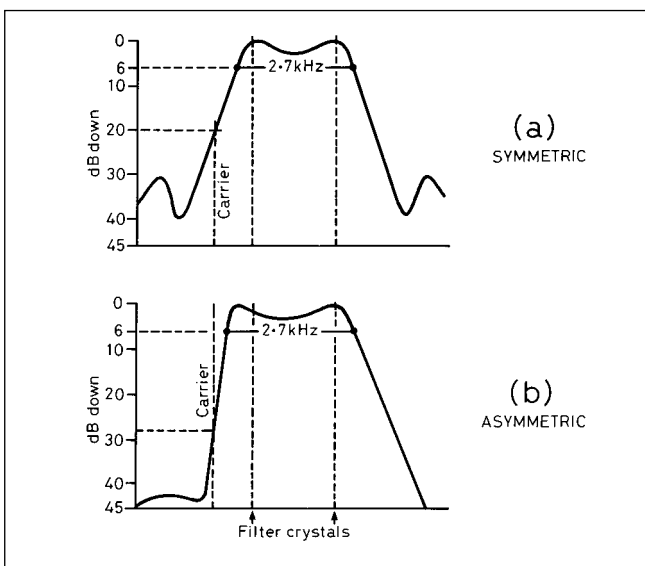 0
6
10
20
30
40
45
dB down
2·7kHz
Carrier
(a)
SYMMETRIC
0
6
10
20
30
40
45
dB down
2·7kHz
Carrier
(b)
ASYMMETRIC
Filter crystals